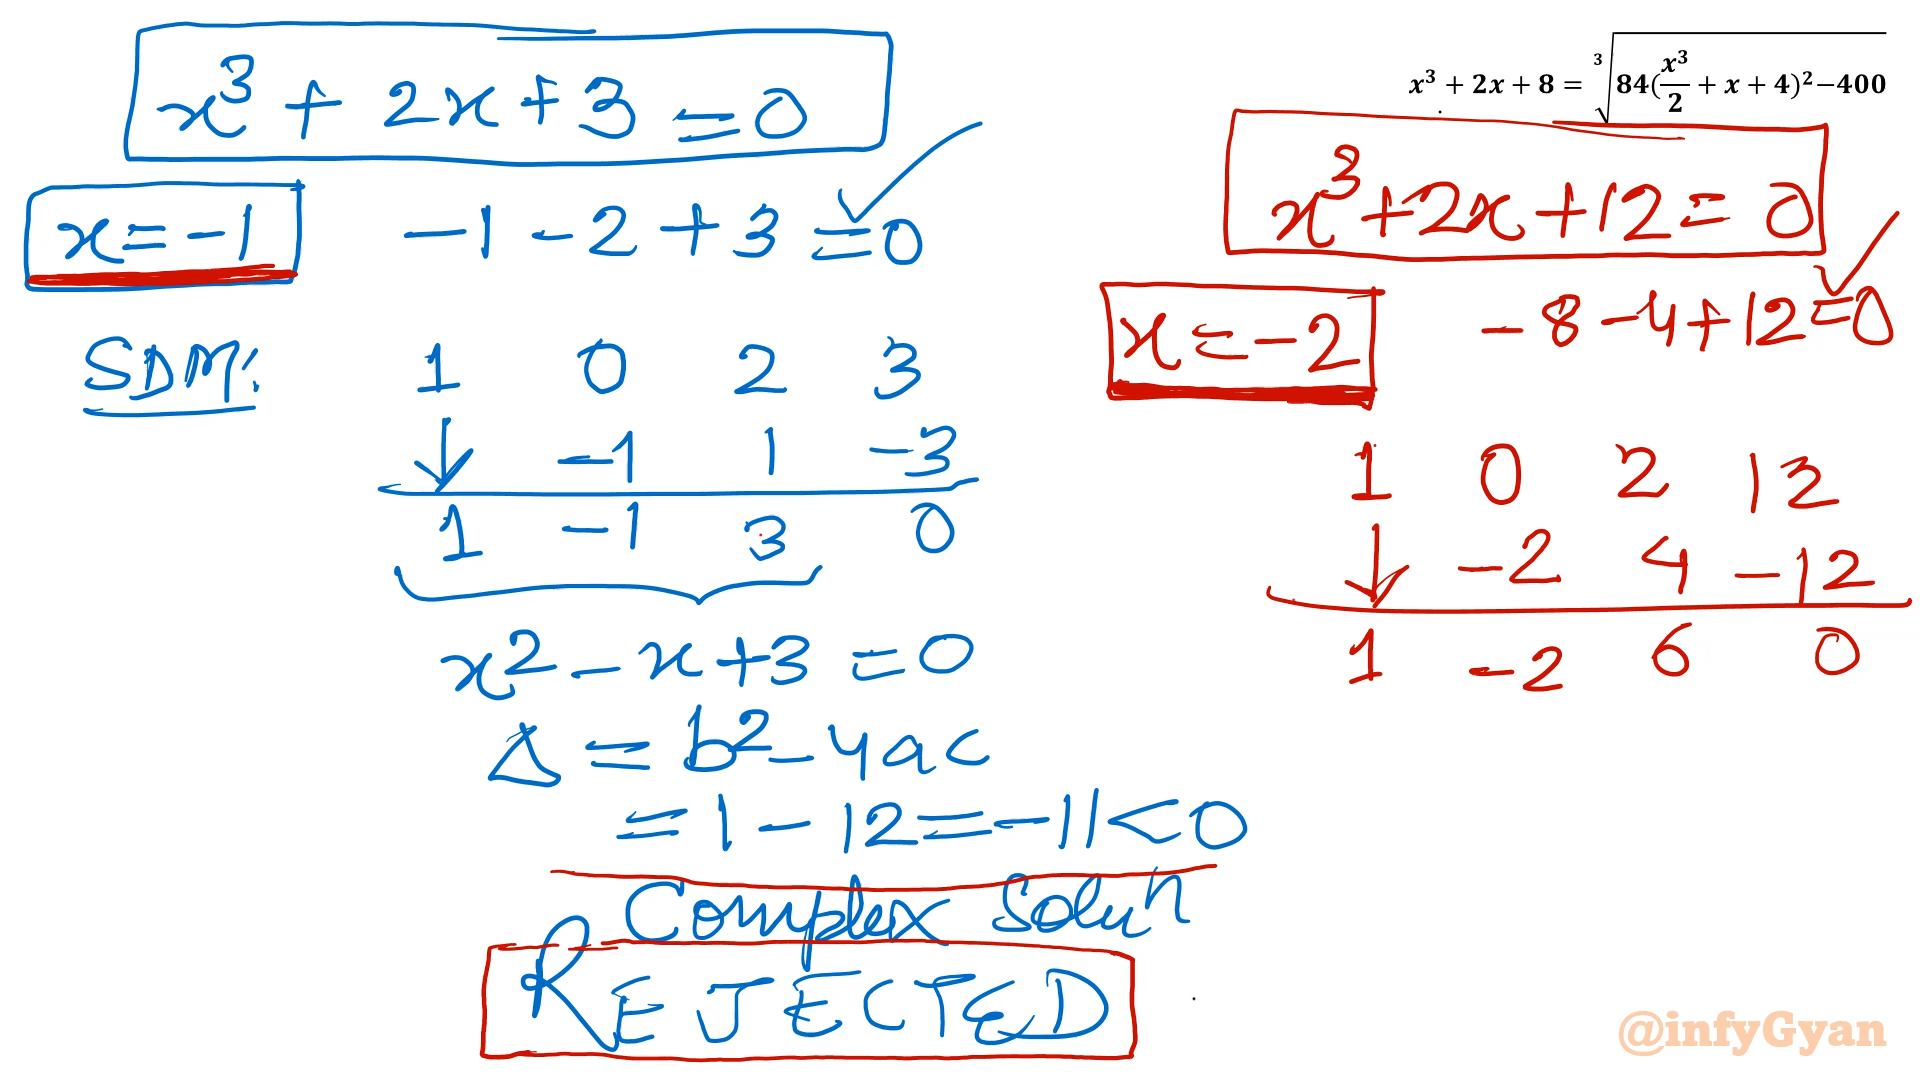 x³ + 2x + 3 = 0
x = -1
-1 - 2 + 3 = 0
SDM:
1 0 2 3
↓ -1 1 -3
1 -1 3 0
x² - x + 3 = 0
Δ = b² - 4ac
= 1 - 12 = -11 < 0
Complex Soluⁿ
REJECTED
x³ + 2x + 8 = ∛(84(x³/2 + x + 4)² - 400)
x³ + 2x + 12 = 0
x = -2
-8 - 4 + 12 = 0
1 0 2 12
↓ -2 4 -12
1 -2 6 0
@infyGyan